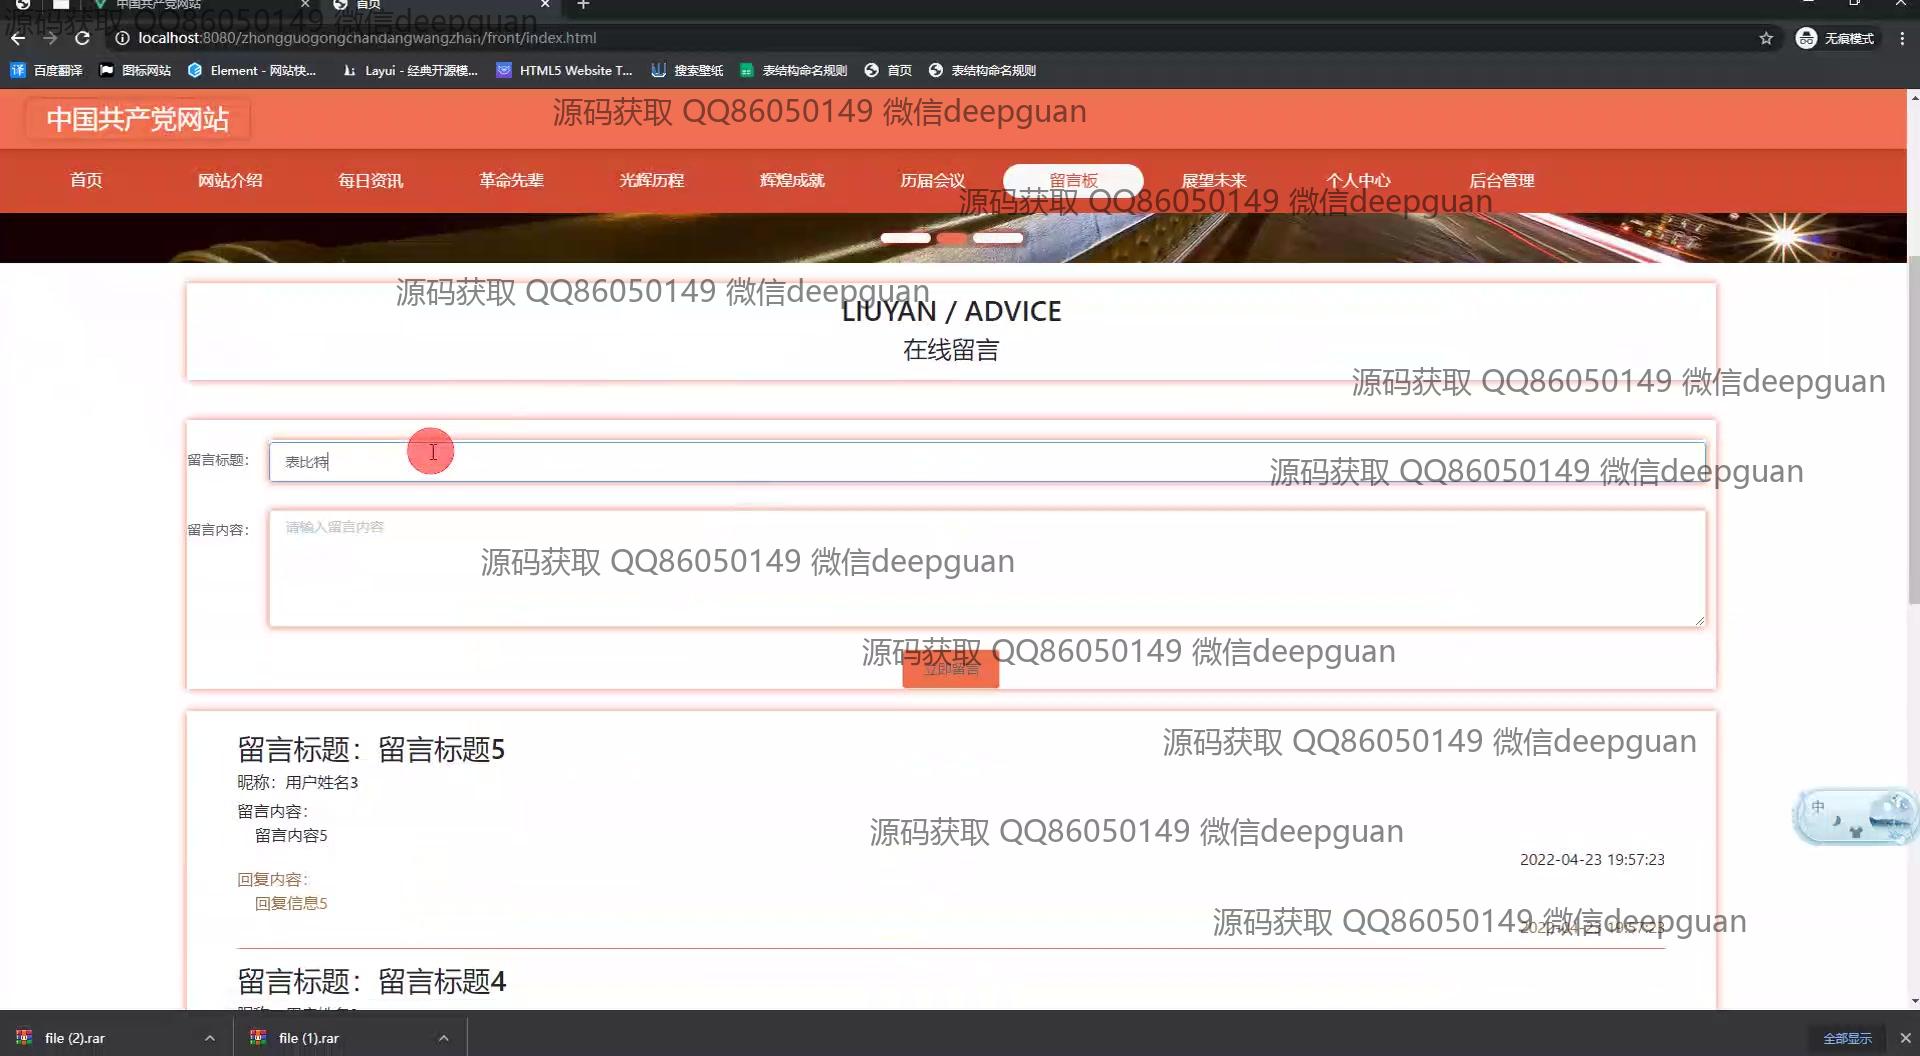 中国共产党网站
首页
源码获取 QQ86050149 微信deepguan
localhost:8080/zhongguogongchandangwangzhan/front/index.html
无痕模式
百度翻译
图标网站
Element - 网站快...
Layui - 经典开源模...
HTML5 Website T...
搜索壁纸
表结构命名规则
首页
表结构命名规则
中国共产党网站
源码获取 QQ86050149 微信deepguan
首页
网站介绍
每日资讯
革命先辈
光辉历程
辉煌成就
历届会议
留言板
展望未来
个人中心
后台管理
源码获取 QQ86050149 微信deepguan
源码获取 QQ86050149 微信deepguan
LIUYAN / ADVICE
在线留言
源码获取 QQ86050149 微信deepguan
留言标题：
表比特
源码获取 QQ86050149 微信deepguan
留言内容：
请输入留言内容
源码获取 QQ86050149 微信deepguan
源码获取 QQ86050149 微信deepguan
立即留言
留言标题：留言标题5
源码获取 QQ86050149 微信deepguan
昵称：用户姓名3
留言内容：
留言内容5
源码获取 QQ86050149 微信deepguan
中
2022-04-23 19:57:23
回复内容：
回复信息5
源码获取 QQ86050149 微信deepguan
2022-04-23 19:57:23
留言标题：留言标题4
file (2).rar
file (1).rar
全部显示